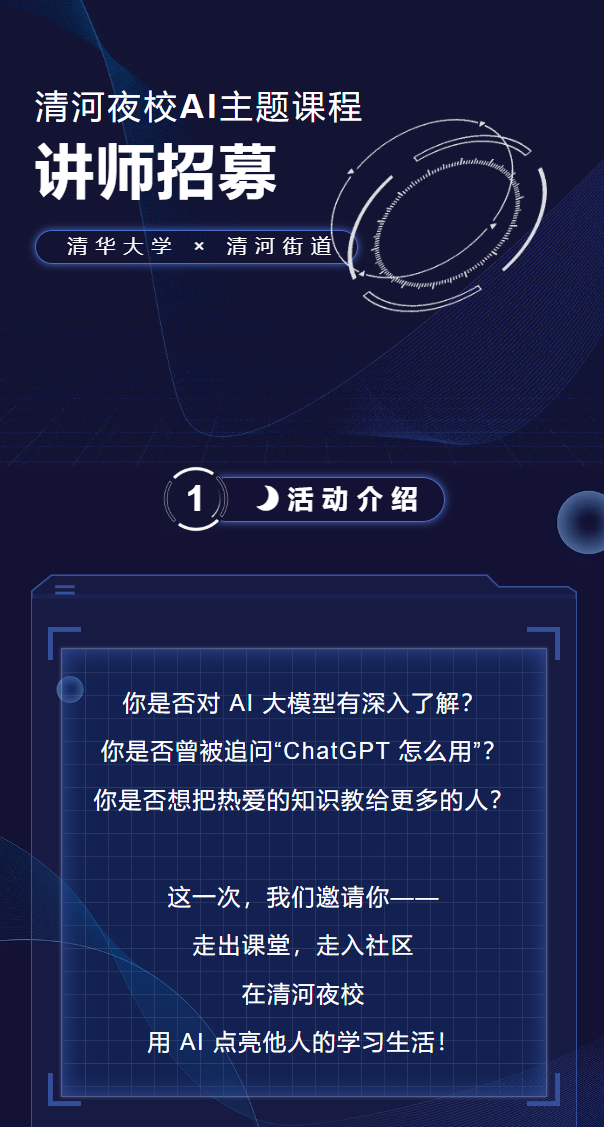 清河夜校AI主题课程
讲师招募
清华大学 × 清河街道
1 活动介绍
你是否对 AI 大模型有深入了解？
你是否曾被追问“ChatGPT 怎么用”？
你是否想把热爱的知识教给更多的人？
这一次，我们邀请你——
走出课堂，走入社区
在清河夜校
用 AI 点亮他人的学习生活！